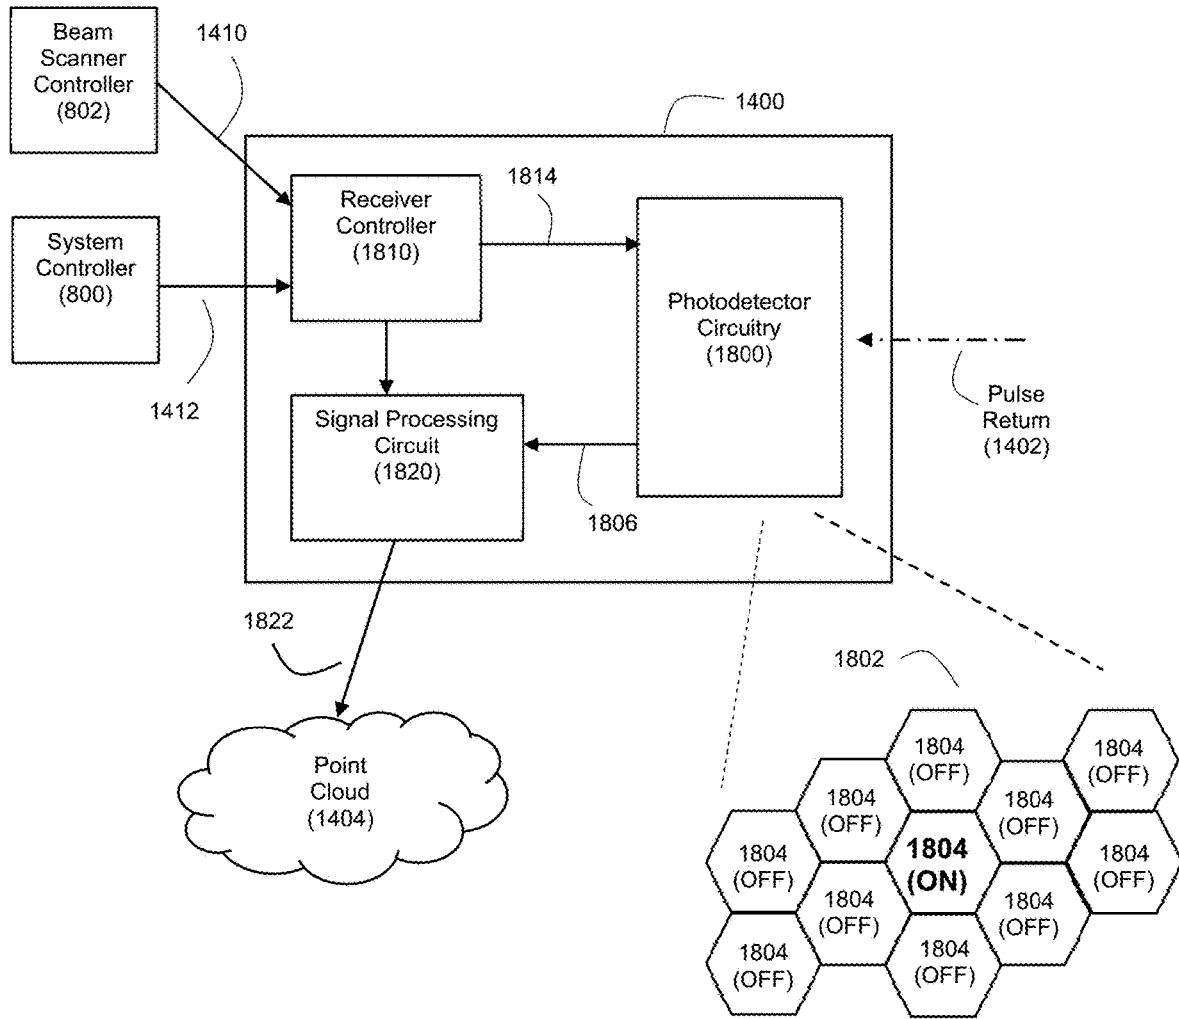 Beam
Scanner
Controller
(802)
1410
1400
System
Controller
(800)
1412
Receiver
Controller
(1810)
1814
Photodetector
Circuitry
(1800)
Pulse
Return
(1402)
Signal Processing
Circuit
(1820)
1806
1822
Point
Cloud
(1404)
1802
1804
(OFF)
1804
(OFF)
1804
(OFF)
1804
(OFF)
1804
(OFF)
1804
(ON)
1804
(OFF)
1804
(OFF)
1804
(OFF)
1804
(OFF)
1804
(OFF)